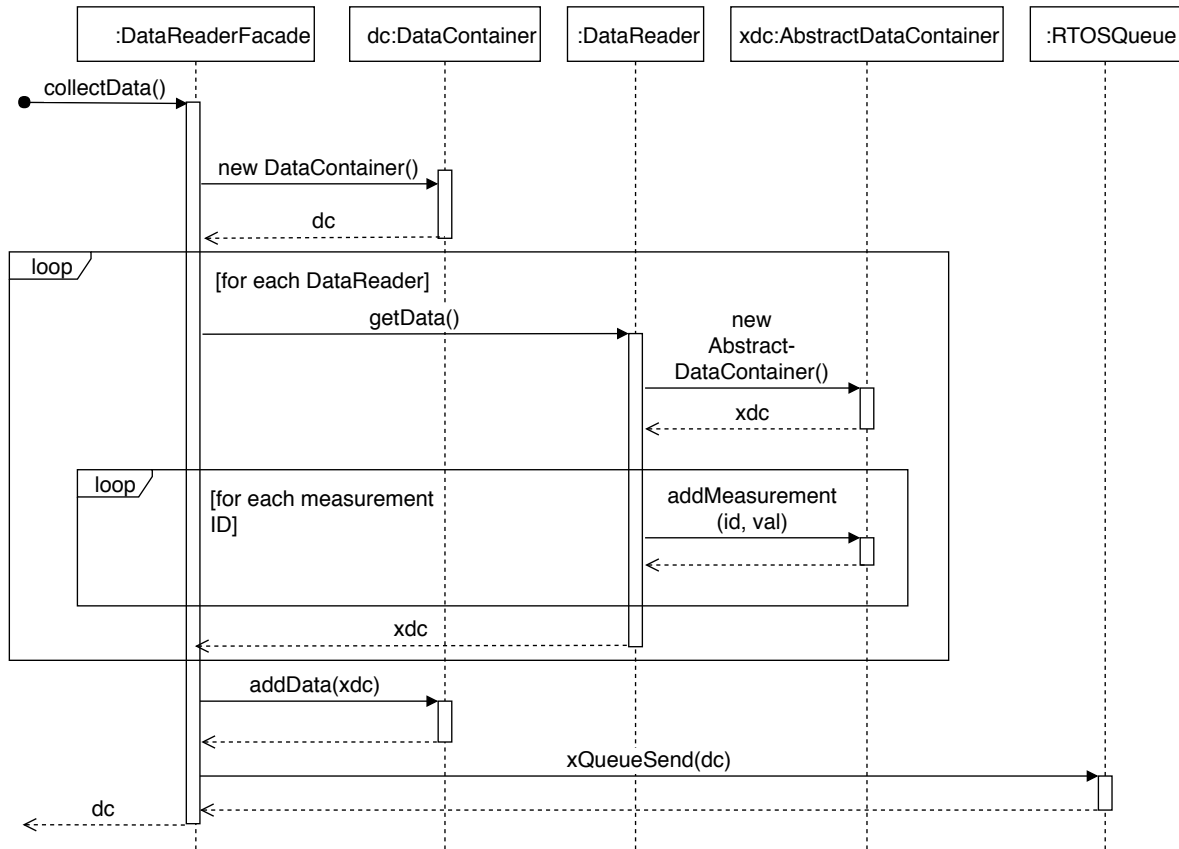 :DataReaderFacade
dc:DataContainer
:DataReader
xdc:AbstractDataContainer
:RTOSQueue
collectData()
new DataContainer()
dc
loop
[for each DataReader]
getData()
new
Abstract-
DataContainer()
xdc
loop
[for each measurement
ID]
addMeasurement
(id, val)
xdc
addData(xdc)
xQueueSend(dc)
dc